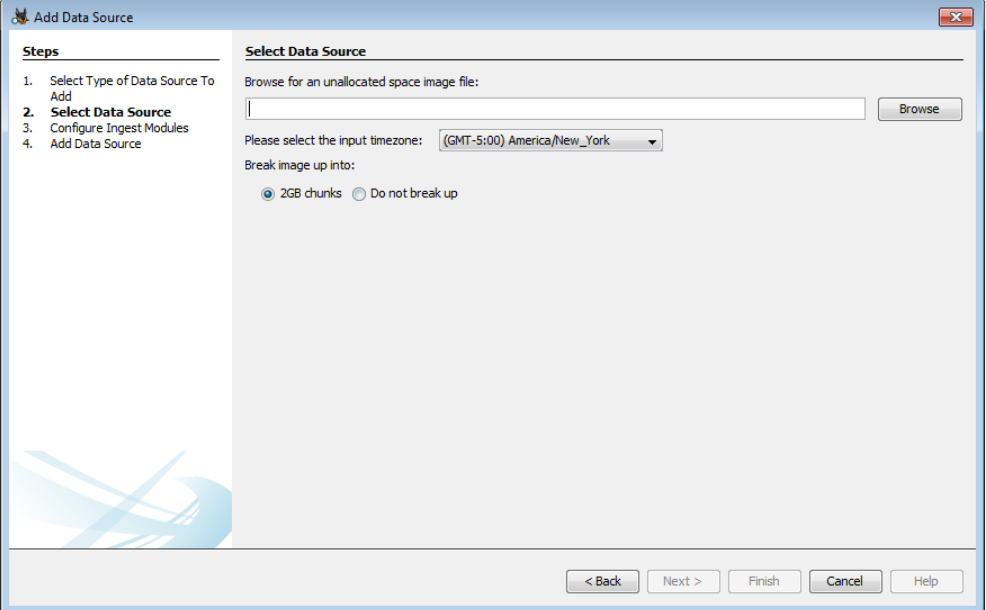 Add Data Source
Steps
1. Select Type of Data Source To
Add
2. Select Data Source
3. Configure Ingest Modules
4. Add Data Source
Select Data Source
Browse for an unallocated space image file:
Browse
Please select the input timezone: (GMT-5:00) America/New_York
Break image up into:
2GB chunks Do not break up
< Back Next > Finish Cancel Help